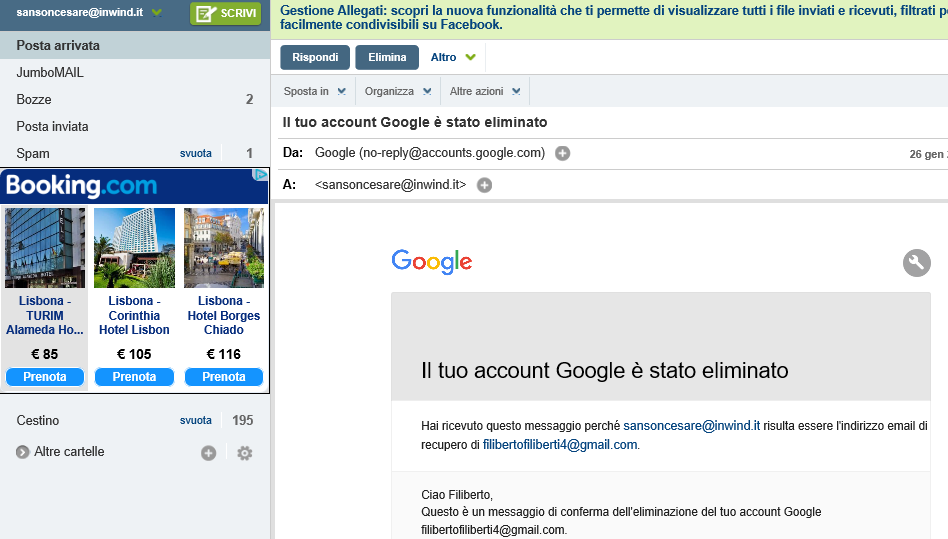 sansoncesare@inwind.it
SCRIVI
Posta arrivata
JumboMAIL
Bozze 2
Posta inviata
Spam svuota 1
Booking.com
Lisbona -
TURIM
Alameda Ho...
€ 85
Prenota
Lisbona -
Corinthia
Hotel Lisbon
€ 105
Prenota
Lisbona -
Hotel Borges
Chiado
€ 116
Prenota
Cestino svuota 195
Altre cartelle
Gestione Allegati: scopri la nuova funzionalità che ti permette di visualizzare tutti i file inviati e ricevuti, filtrati
facilmente condivisibili su Facebook.
Rispondi Elimina Altro
Sposta in Organizza Altre azioni
Il tuo account Google è stato eliminato
Da: Google (no-reply@accounts.google.com) 26 gen
A: <sansoncesare@inwind.it>
Google
Il tuo account Google è stato eliminato
Hai ricevuto questo messaggio perché sansoncesare@inwind.it risulta essere l'indirizzo email di
recupero di filibertofiliberti4@gmail.com.
Ciao Filiberto,
Questo è un messaggio di conferma dell'eliminazione del tuo account Google
filibertofiliberti4@gmail.com.